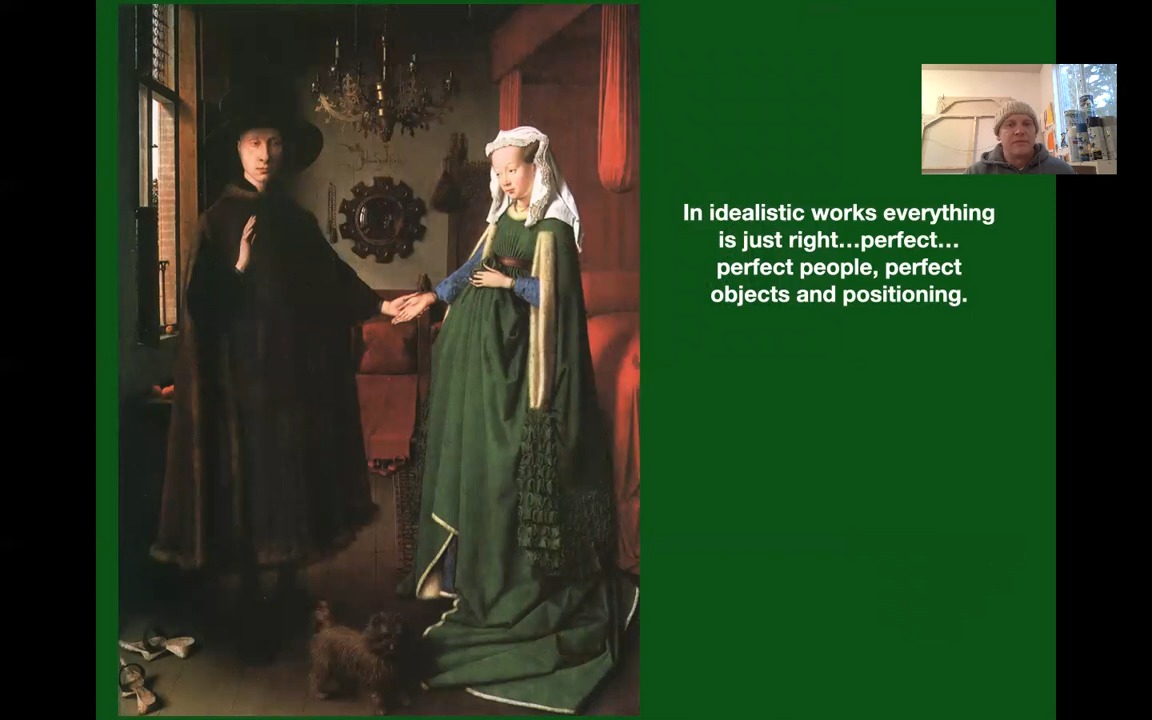 In idealistic works everything
is just right...perfect...
perfect people, perfect
objects and positioning.